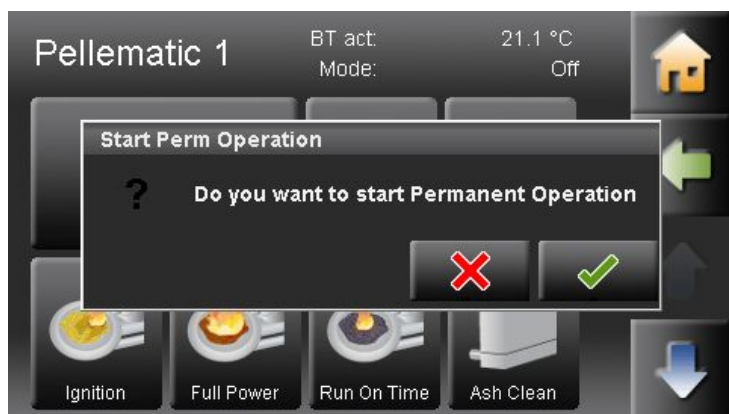 Pellematic 1
BT act: 21.1 °C
Mode: Off
Start Perm Operation
? Do you want to start Permanent Operation
Ignition
Full Power
Run On Time
Ash Clean